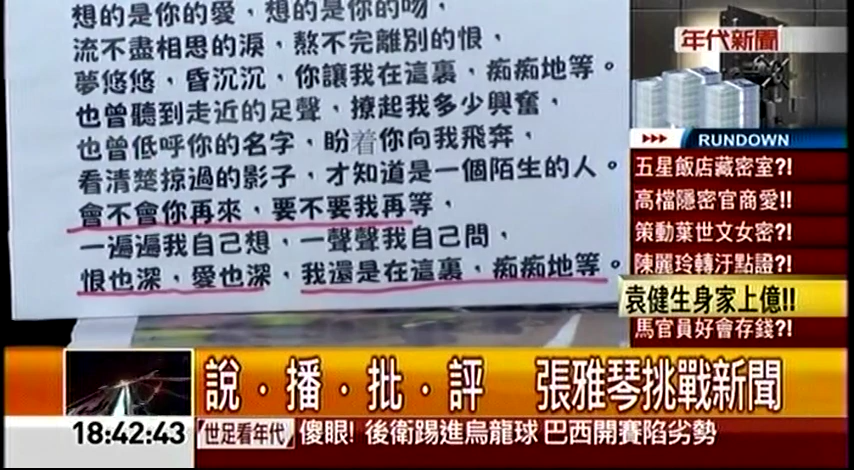 想的是你的愛，想的是你的吻，
流不盡相思的淚，熬不完離別的恨，
夢悠悠，昏沉沉，你讓我在這裏，痴痴地等。
也曾聽到走近的足聲，撩起我多少興奮，
也曾低呼你的名字，盼着你向我飛奔，
看清楚掠過的影子，才知道是一個陌生的人。
會不會你再來，要不要我再等，
一遍遍我自己想，一聲聲我自己問，
恨也深，愛也深，我還是在這裏，痴痴地等。
年代新聞
RUNDOWN
五星飯店藏密室?!
高檔隱密官商愛!!
策動葉世文女密?!
陳麗玲轉汙點證?!
袁健生身家上億!!
馬官員好會存錢?!
說·播·批·評 張雅琴挑戰新聞
18:42:43
世足看年代
傻眼! 後衛踢進烏龍球 巴西開賽陷劣勢